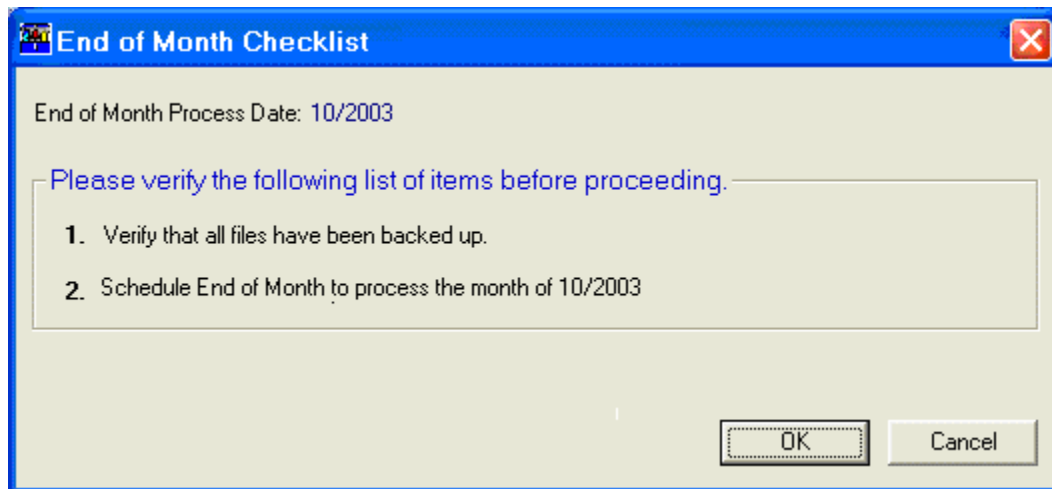 End of Month Checklist
End of Month Process Date: 10/2003
Please verify the following list of items before proceeding.
1. Verify that all files have been backed up.
2. Schedule End of Month to process the month of 10/2003
OK Cancel